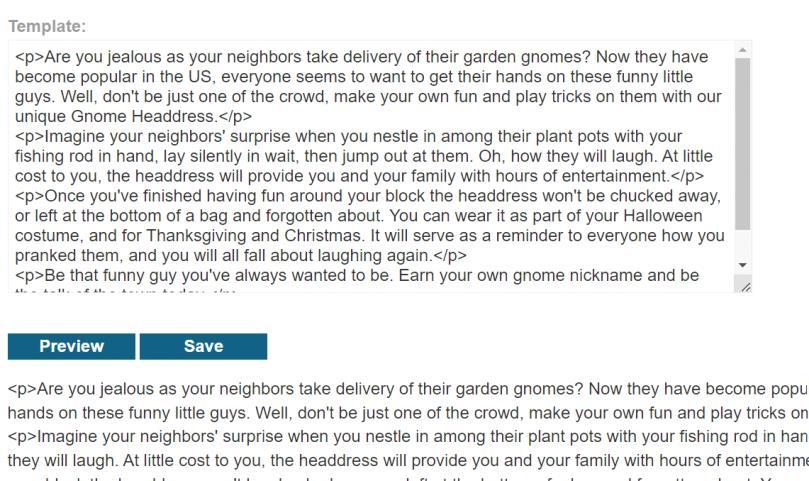 Template:
<p>Are you jealous as your neighbors take delivery of their garden gnomes? Now they have
become popular in the US, everyone seems to want to get their hands on these funny little
guys. Well, don't be just one of the crowd, make your own fun and play tricks on them with our
unique Gnome Headdress.</p>
<p>Imagine your neighbors' surprise when you nestle in among their plant pots with your
fishing rod in hand, lay silently in wait, then jump out at them. Oh, how they will laugh. At little
cost to you, the headdress will provide you and your family with hours of entertainment.</p>
<p>Once you've finished having fun around your block the headdress won't be chucked away,
or left at the bottom of a bag and forgotten about. You can wear it as part of your Halloween
costume, and for Thanksgiving and Christmas. It will serve as a reminder to everyone how you
pranked them, and you will all fall about laughing again.</p>
<p>Be that funny guy you've always wanted to be. Earn your own gnome nickname and be
Preview Save
<p>Are you jealous as your neighbors take delivery of their garden gnomes? Now they have become popu
hands on these funny little guys. Well, don't be just one of the crowd, make your own fun and play tricks on
<p>Imagine your neighbors' surprise when you nestle in among their plant pots with your fishing rod in han
they will laugh. At little cost to you, the headdress will provide you and your family with hours of entertainme